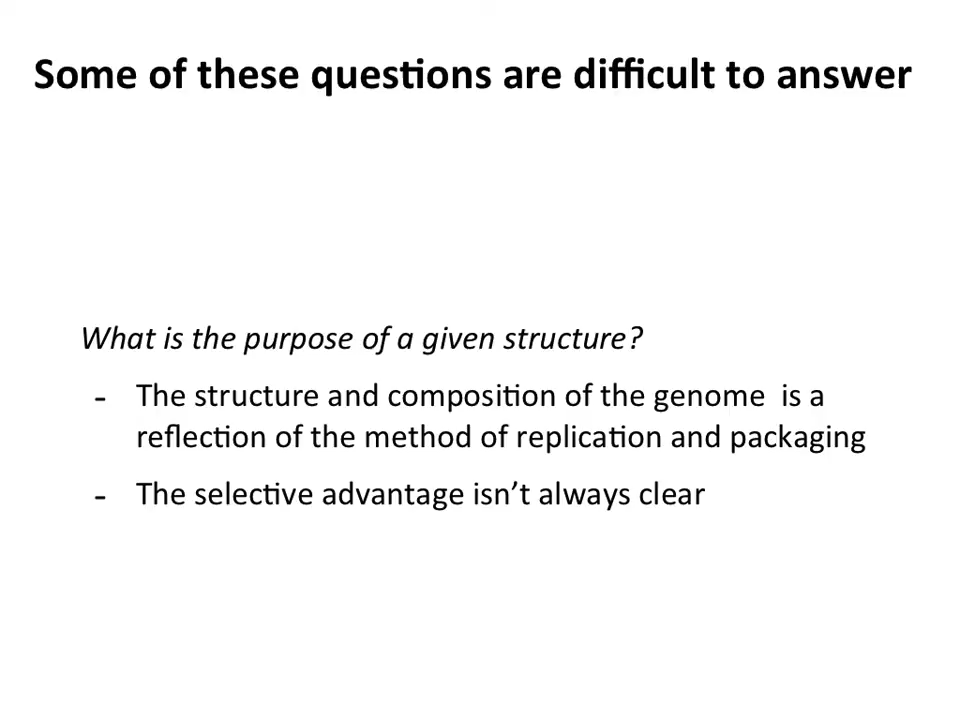 Some of these questions are difficult to answer
What is the purpose of a given structure?
- The structure and composition of the genome is a
reflection of the method of replication and packaging
- The selective advantage isn’t always clear